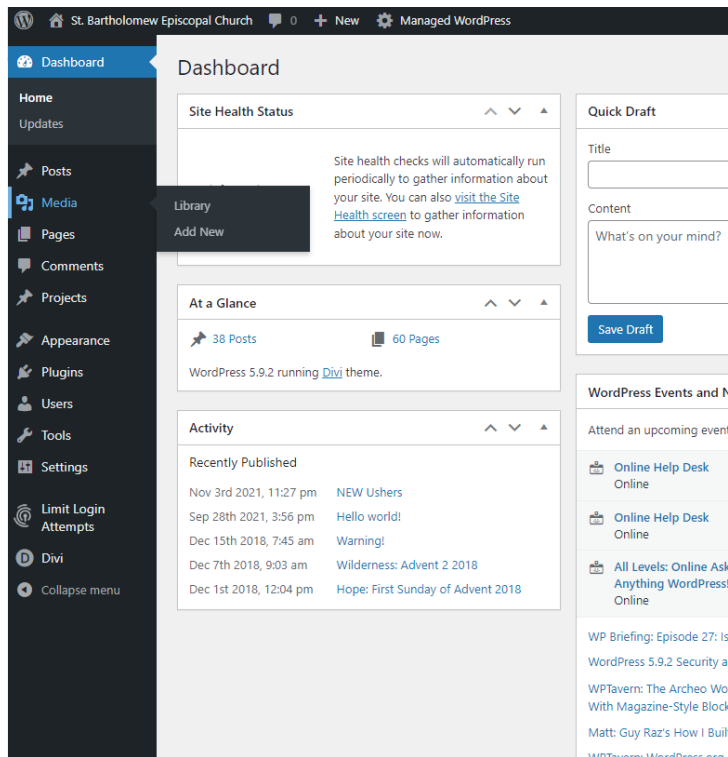 St. Bartholomew Episcopal Church 0 New Managed WordPress
Dashboard
Home
Updates
Posts
Media
Library
Add New
Pages
Comments
Projects
Appearance
Plugins
Users
Tools
Settings
Limit Login
Attempts
Divi
Collapse menu
Dashboard
Site Health Status
Site health checks will automatically run
periodically to gather information about
your site. You can also visit the Site
Health screen to gather information
about your site now.
At a Glance
38 Posts 60 Pages
WordPress 5.9.2 running Divi theme.
Activity
Recently Published
Nov 3rd 2021, 11:27 pm NEW Ushers
Sep 28th 2021, 3:56 pm Hello world!
Dec 15th 2018, 7:45 am Warning!
Dec 7th 2018, 9:03 am Wilderness: Advent 2 2018
Dec 1st 2018, 12:04 pm Hope: First Sunday of Advent 2018
Quick Draft
Title
Content
What's on your mind?
Save Draft
WordPress Events and
Attend an upcoming event
Online Help Desk
Online
Online Help Desk
Online
All Levels: Online Ask
Anything WordPress!
Online
WP Briefing: Episode 27: Is
WordPress 5.9.2 Security a
WPTavern: The Archeo Wo
With Magazine-Style Block
Matt: Guy Raz's How I Buil
WPTavern: WordPress.org